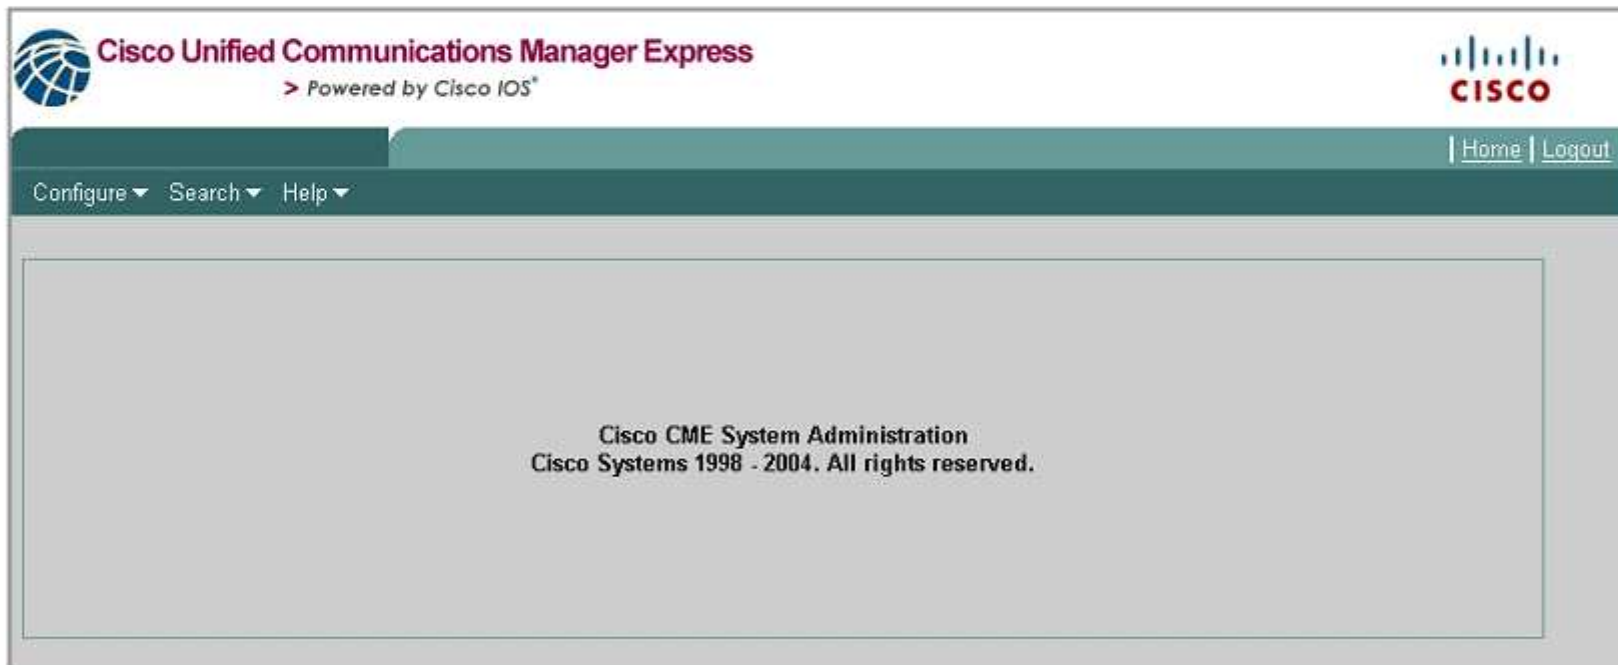 Cisco Unified Communications Manager Express
> Powered by Cisco IOS®
CISCO
| Home | Logout
Configure Search Help
Cisco CME System Administration
Cisco Systems 1998 - 2004. All rights reserved.